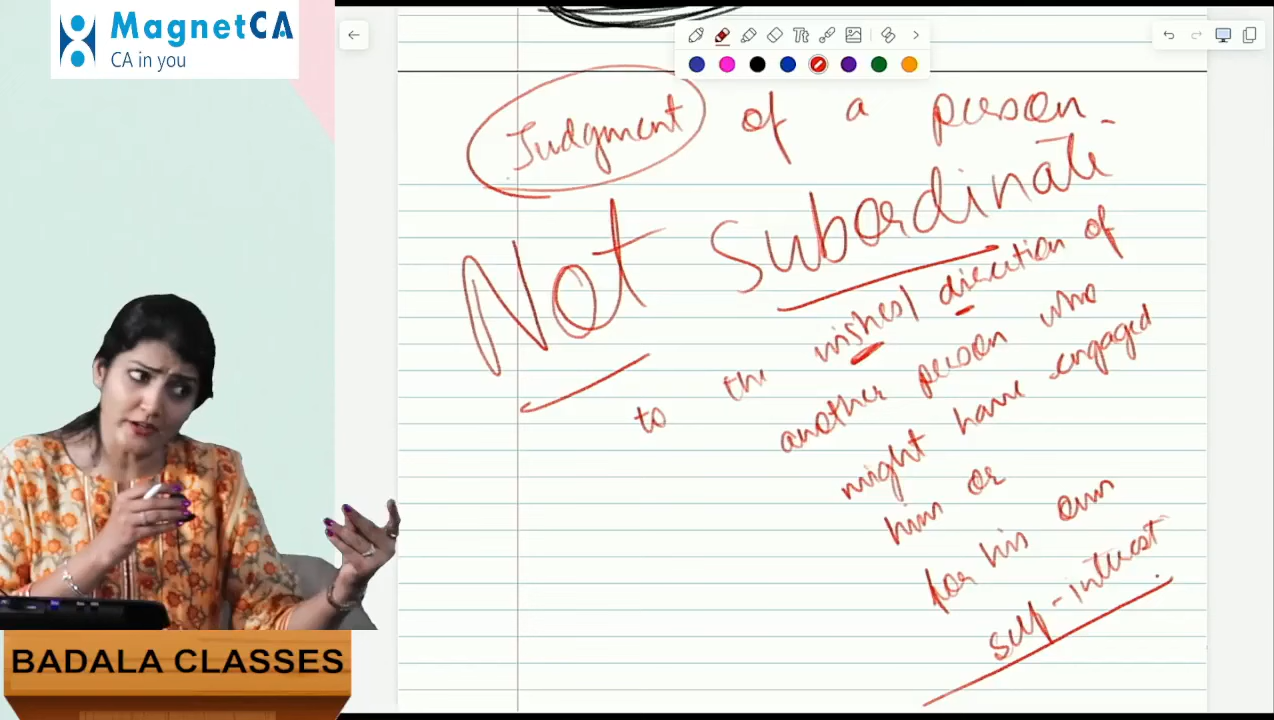 MagnetCA
CA in you
Tt
Judgment of a person
Not Subordinate
to the wishes/direction of
another person who
might have engaged
him or
for his own
self-interest
BADALA CLASSES